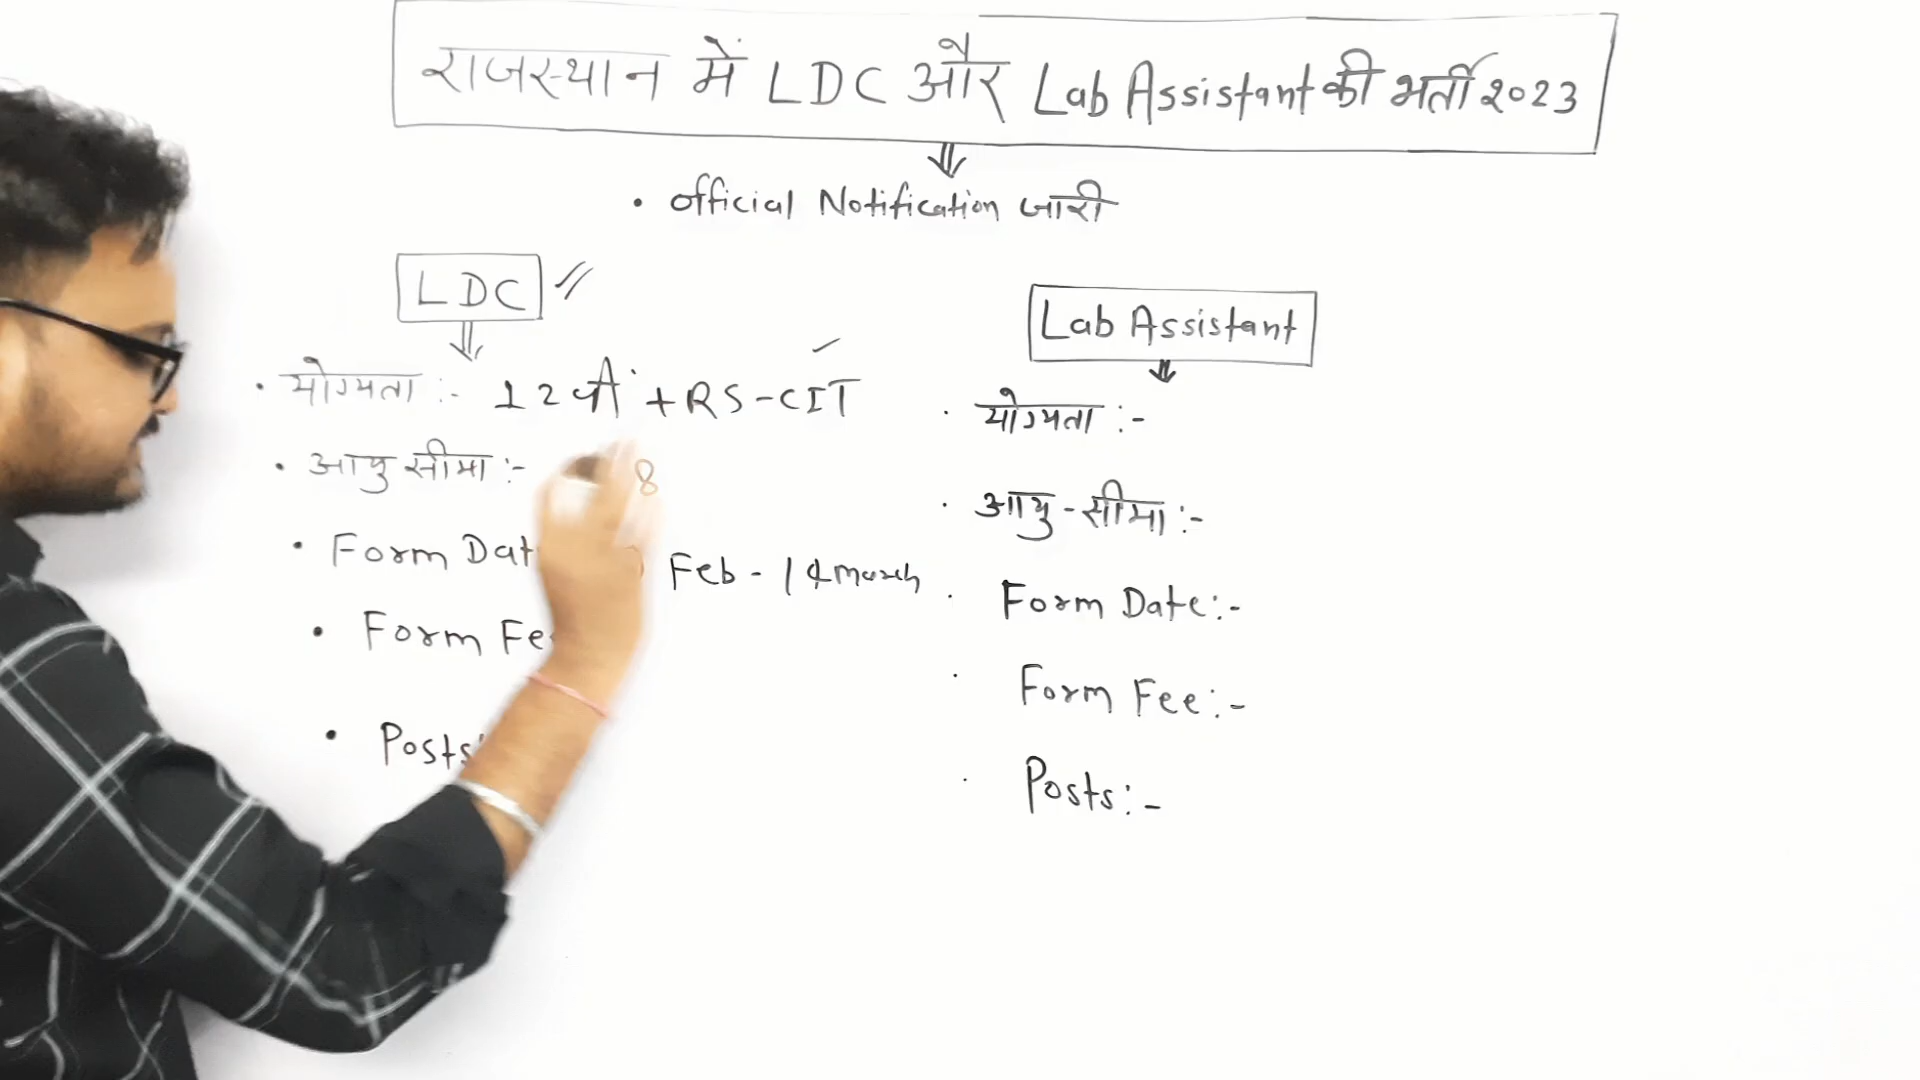 राजस्थान में LDC और Lab Assistant की भर्ती 2023
• official Notification जारी
LDC
• योग्यता :- 12वीं + RS-CIT
• आयु सीमा :- 8
• Form Dat Feb - 14 march
• Form Fe
• Posts
Lab Assistant
• योग्यता :-
• आयु - सीमा :-
• Form Date :-
• Form Fee :-
• Posts :-